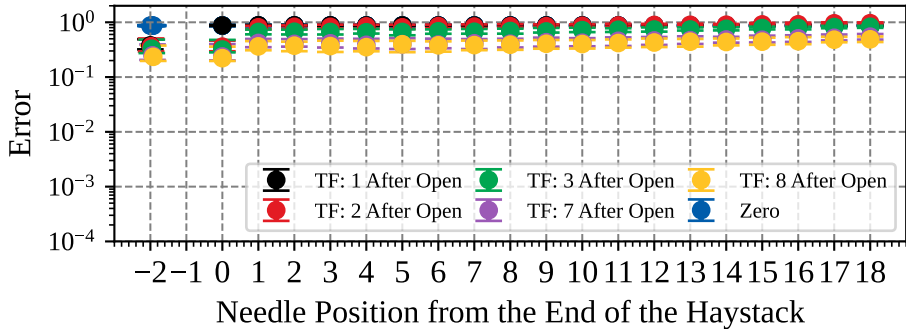 10⁰
10⁻¹
10⁻²
10⁻³
10⁻⁴
Error
TF: 1 After Open
TF: 3 After Open
TF: 8 After Open
TF: 2 After Open
TF: 7 After Open
Zero
−2 −1 0 1 2 3 4 5 6 7 8 9 10 11 12 13 14 15 16 17 18
Needle Position from the End of the Haystack